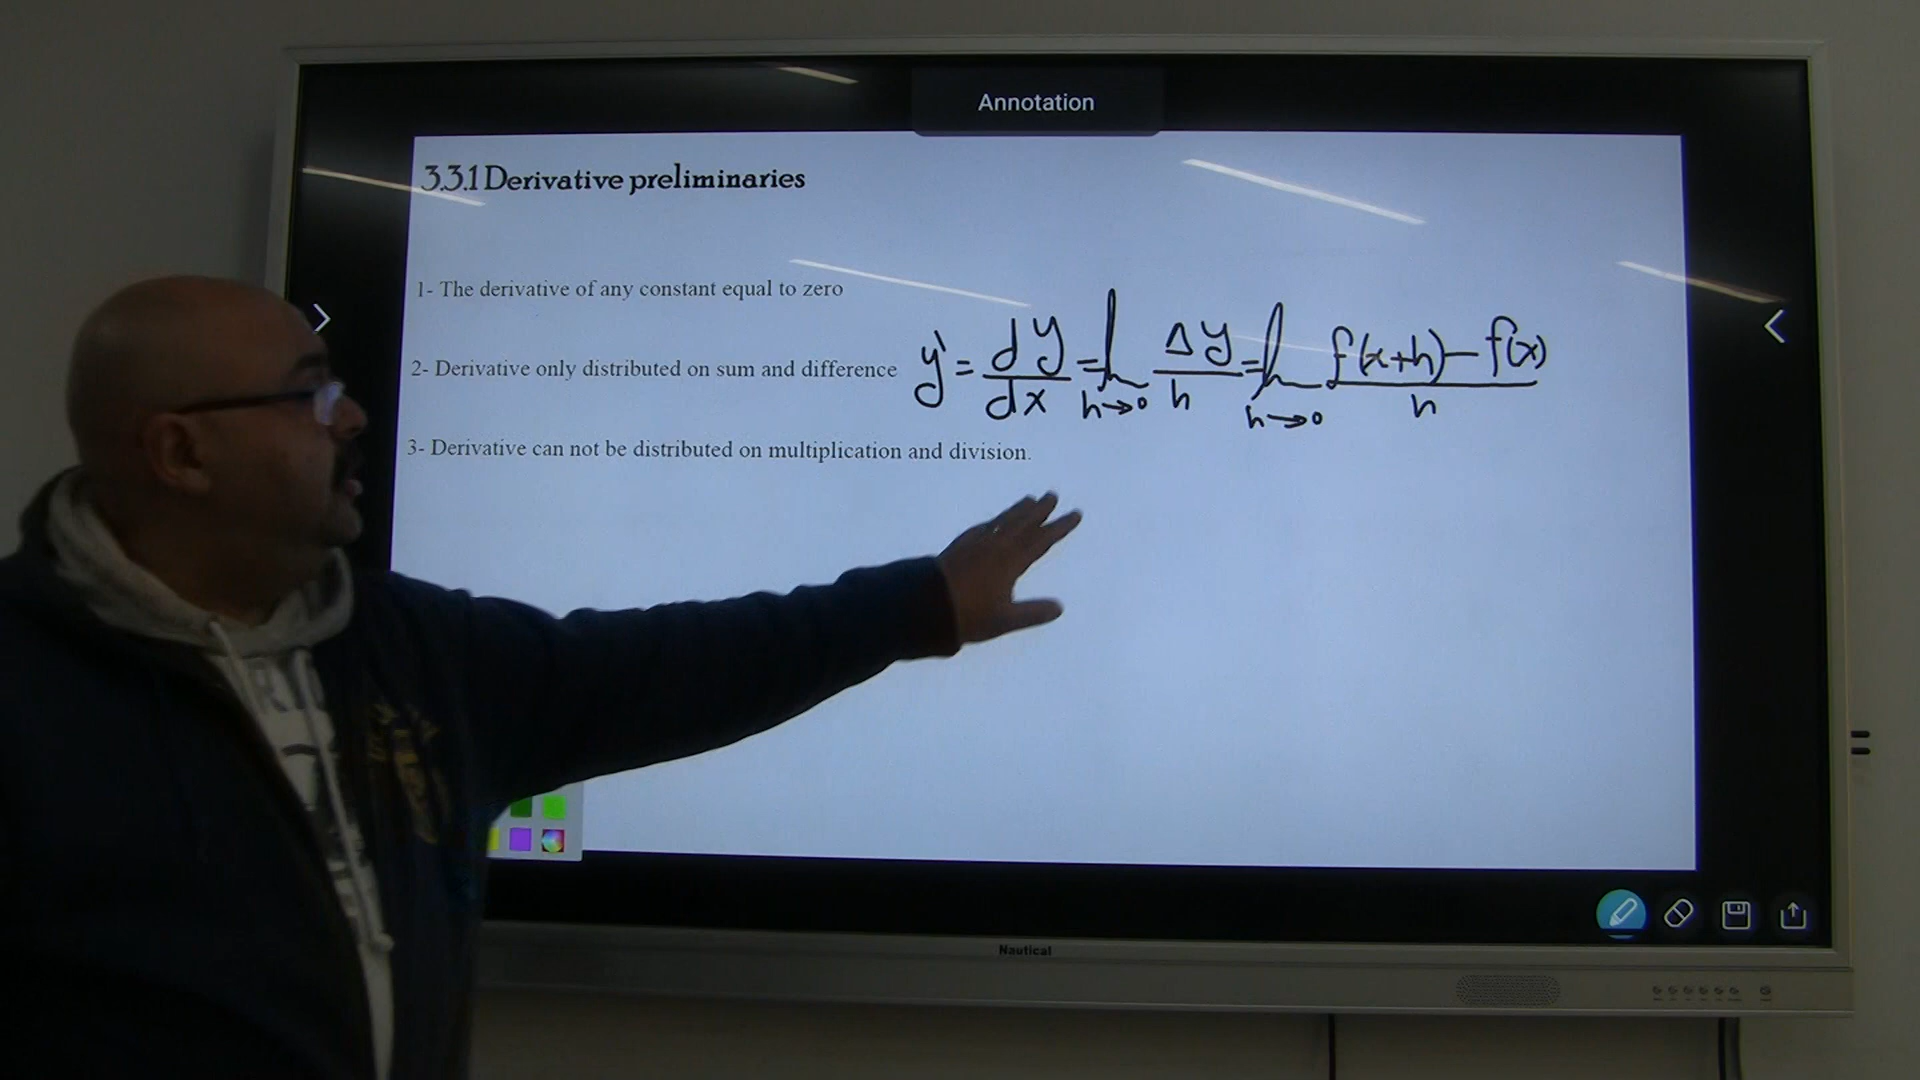 Annotation
3.3.1 Derivative preliminaries
1- The derivative of any constant equal to zero
2- Derivative only distributed on sum and difference
y' = dy/dx = lim h→0 Δy/h = lim h→0 f(x+h) - f(x)/h
3- Derivative can not be distributed on multiplication and division.
Nautical